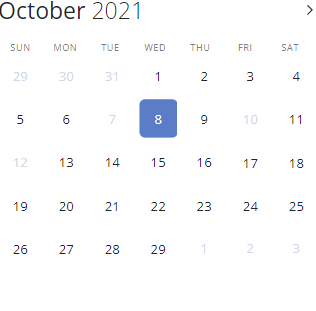 October 2021
SUN MON TUE WED THU FRI SAT
29 30 31 1 2 3 4
5 6 7 8 9 10 11
12 13 14 15 16 17 18
19 20 21 22 23 24 25
26 27 28 29 1 2 3